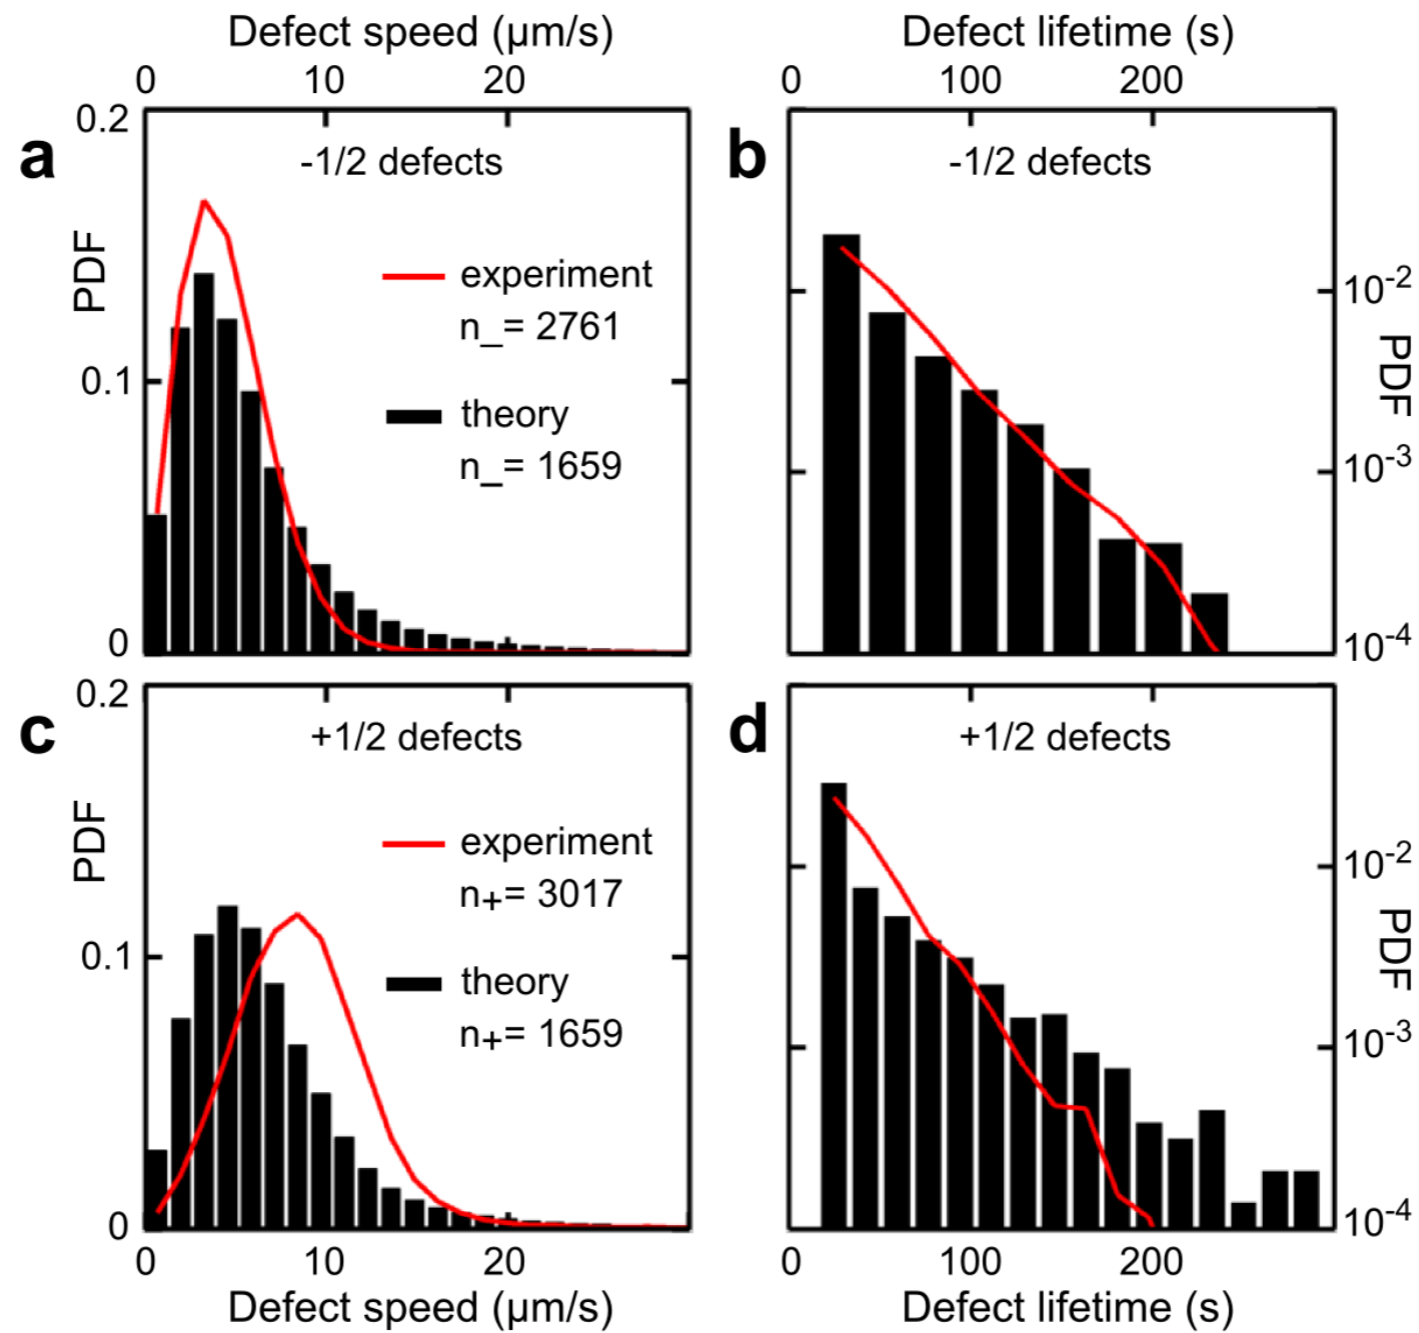 Defect speed (μm/s)
0 10 20
a
0.2
0.1
0
PDF
-1/2 defects
experiment
n_= 2761
theory
n_= 1659
Defect lifetime (s)
0 100 200
b
-1/2 defects
10-2
10-3
10-4
PDF
c
0.2
0.1
0
PDF
+1/2 defects
experiment
n+= 3017
theory
n+= 1659
0 10 20
Defect speed (μm/s)
d
+1/2 defects
10-2
10-3
10-4
PDF
0 100 200
Defect lifetime (s)